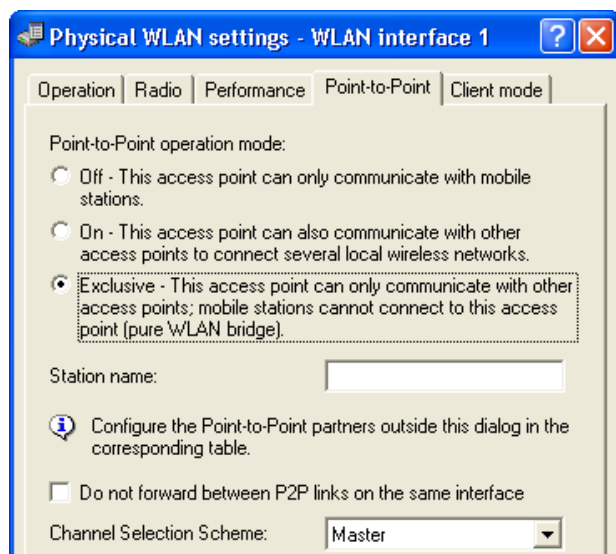 Physical WLAN settings - WLAN interface 1
Operation Radio Performance Point-to-Point Client mode
Point-to-Point operation mode:
Off - This access point can only communicate with mobile
stations.
On - This access point can also communicate with other
access points to connect several local wireless networks.
Exclusive - This access point can only communicate with other
access points; mobile stations cannot connect to this access
point (pure WLAN bridge).
Station name:
Configure the Point-to-Point partners outside this dialog in the
corresponding table.
Do not forward between P2P links on the same interface
Channel Selection Scheme: Master